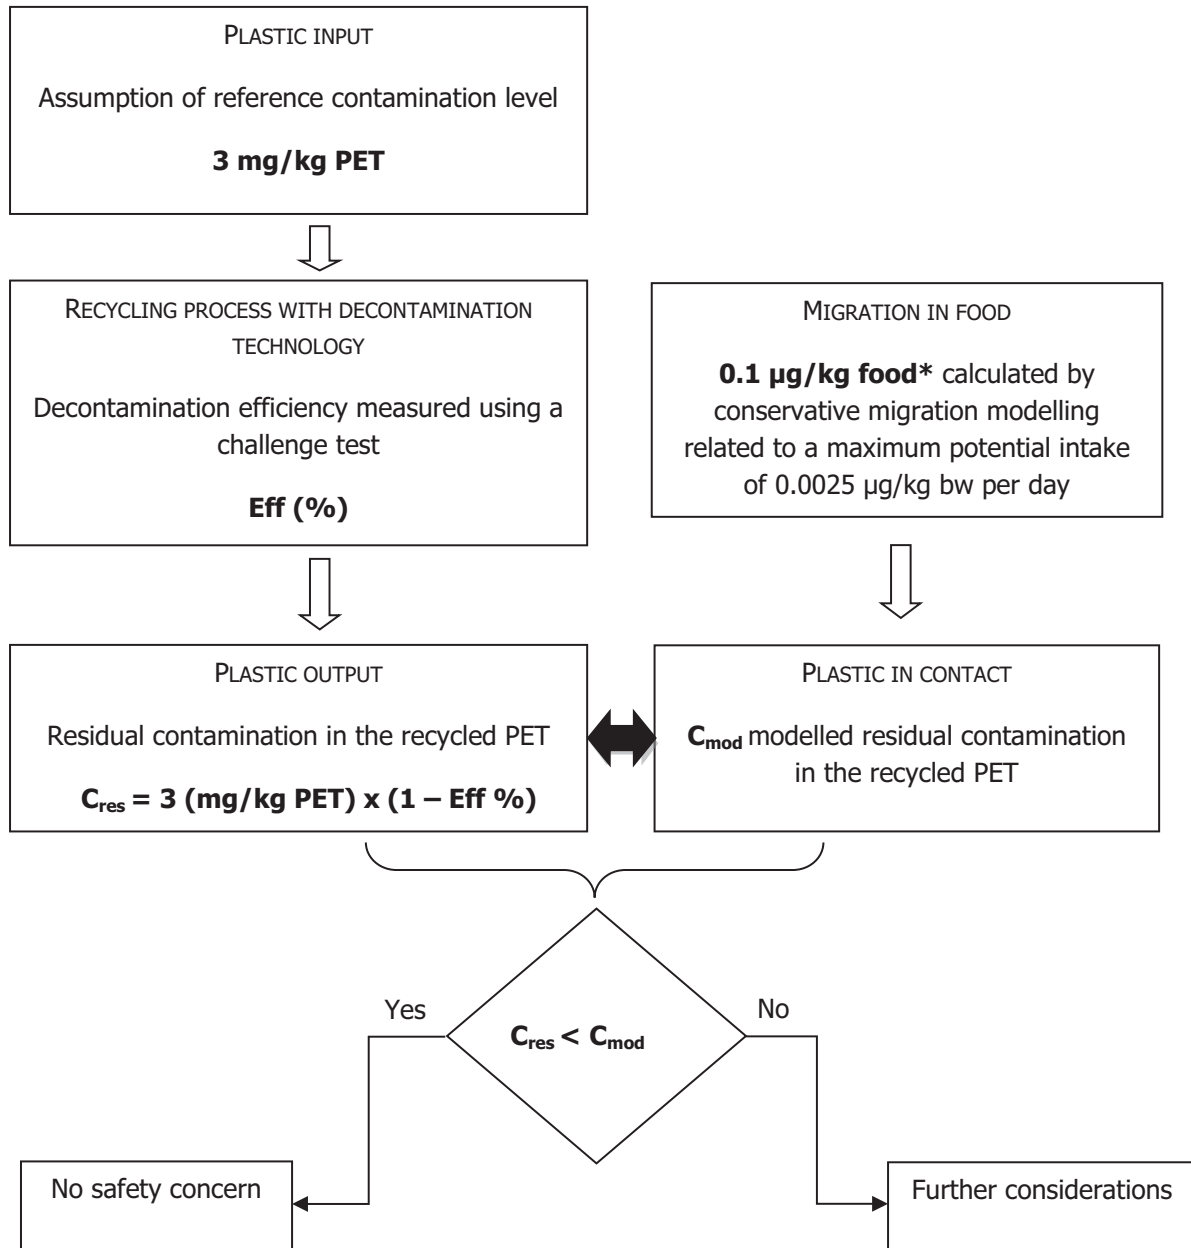 PLASTIC INPUT
Assumption of reference contamination level
3 mg/kg PET
RECYCLING PROCESS WITH DECONTAMINATION
TECHNOLOGY
Decontamination efficiency measured using a
challenge test
Eff (%)
MIGRATION IN FOOD
0.1 µg/kg food* calculated by
conservative migration modelling
related to a maximum potential intake
of 0.0025 µg/kg bw per day
PLASTIC OUTPUT
Residual contamination in the recycled PET
Cres = 3 (mg/kg PET) x (1 – Eff %)
PLASTIC IN CONTACT
Cmod modelled residual contamination
in the recycled PET
Yes
No
Cres < Cmod
No safety concern
Further considerations